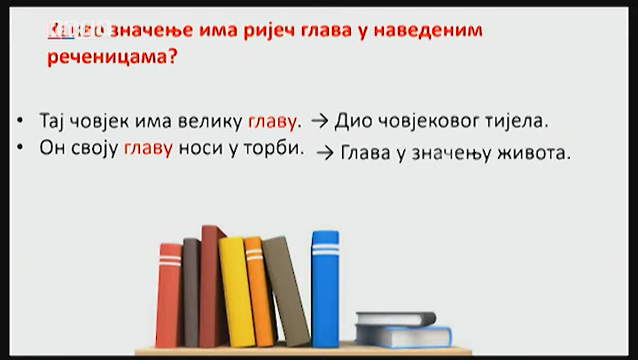 Какво значење има ријеч глава у наведеним
реченицама?
• Тај човјек има велику главу. → Дио човјековог тијела.
• Он своју главу носи у торби. → Глава у значењу живота.